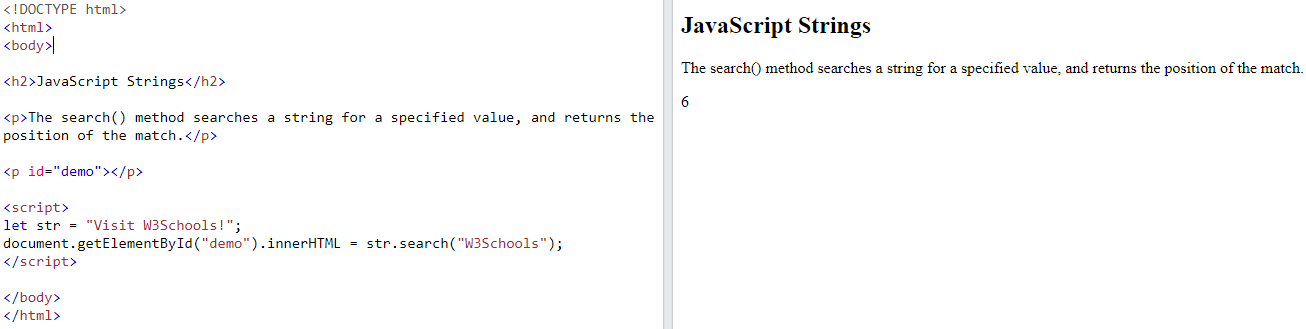 <!DOCTYPE html>
<html>
<body>
<h2>JavaScript Strings</h2>
<p>The search() method searches a string for a specified value, and returns the
position of the match.</p>
<p id="demo"></p>
<script>
let str = "Visit W3Schools!";
document.getElementById("demo").innerHTML = str.search("W3Schools");
</script>
</body>
</html>
JavaScript Strings
The search() method searches a string for a specified value, and returns the position of the match.
6